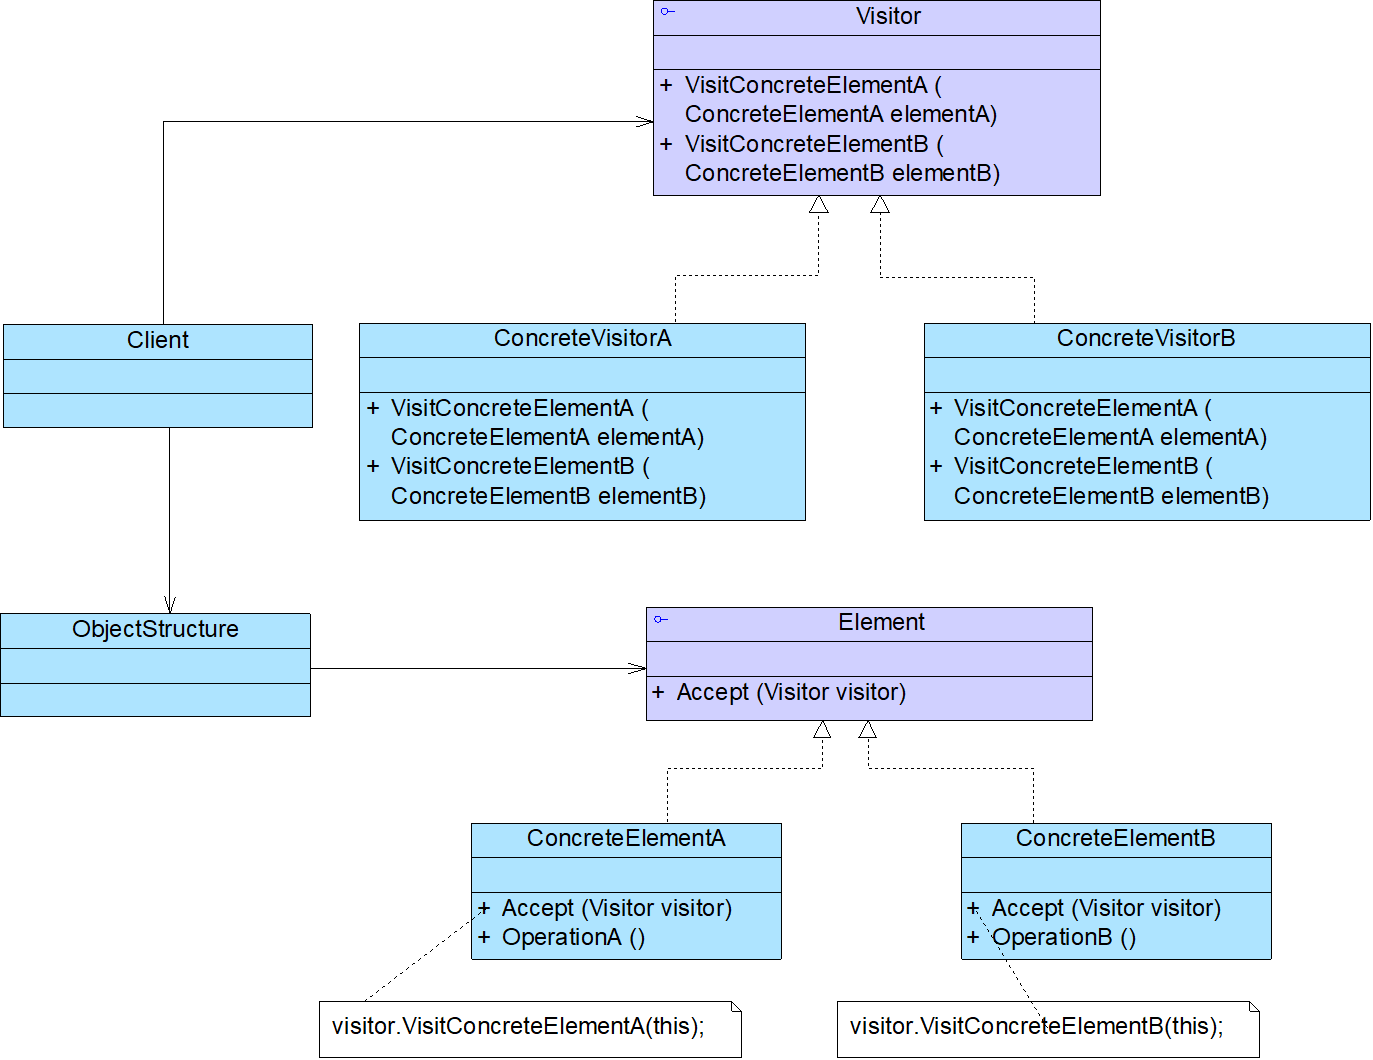 Visitor
+ VisitConcreteElementA (
ConcreteElementA elementA)
+ VisitConcreteElementB (
ConcreteElementB elementB)
Client
ConcreteVisitorA
+ VisitConcreteElementA (
ConcreteElementA elementA)
+ VisitConcreteElementB (
ConcreteElementB elementB)
ConcreteVisitorB
+ VisitConcreteElementA (
ConcreteElementA elementA)
+ VisitConcreteElementB (
ConcreteElementB elementB)
ObjectStructure
Element
+ Accept (Visitor visitor)
ConcreteElementA
+ Accept (Visitor visitor)
+ OperationA ()
ConcreteElementB
+ Accept (Visitor visitor)
+ OperationB ()
visitor.VisitConcreteElementA(this);
visitor.VisitConcreteElementB(this);